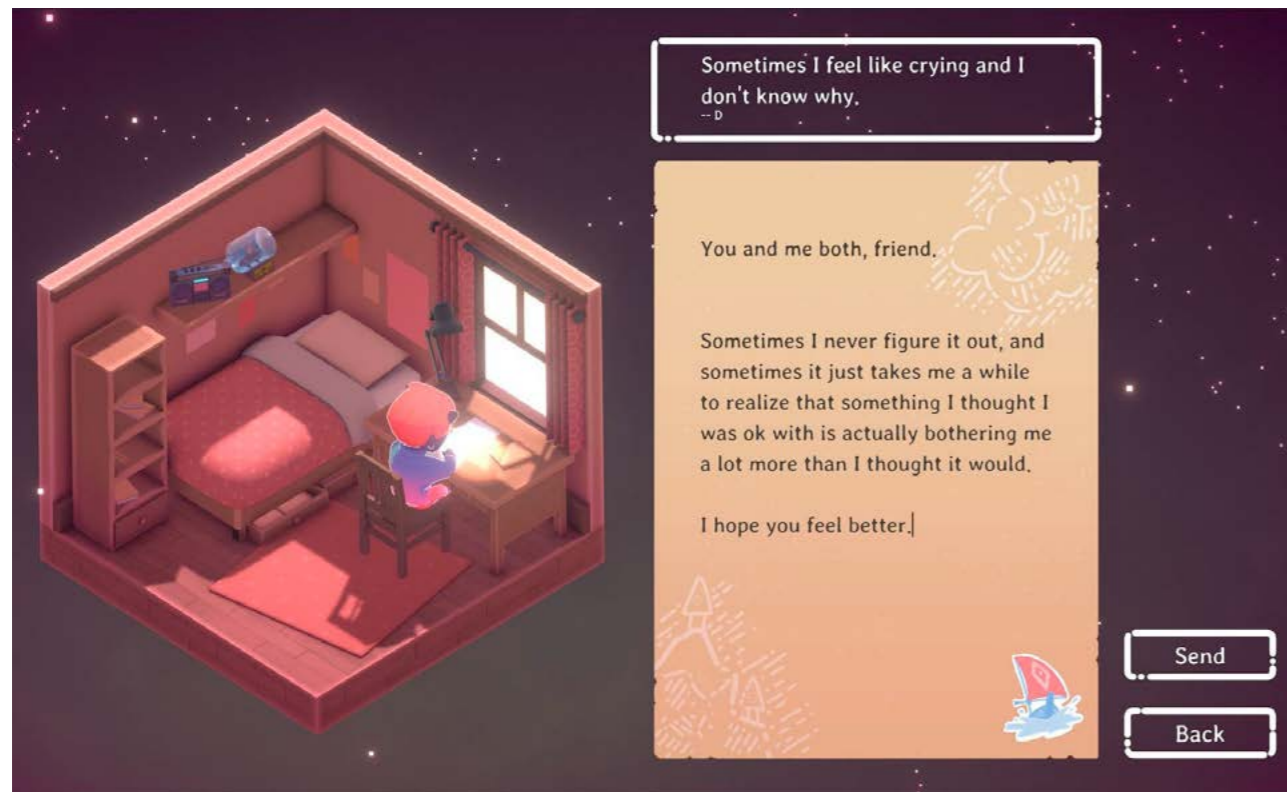 Sometimes I feel like crying and I
don't know why.
-- D
You and me both, friend.
Sometimes I never figure it out, and
sometimes it just takes me a while
to realize that something I thought I
was ok with is actually bothering me
a lot more than I thought it would.
I hope you feel better.
Send
Back